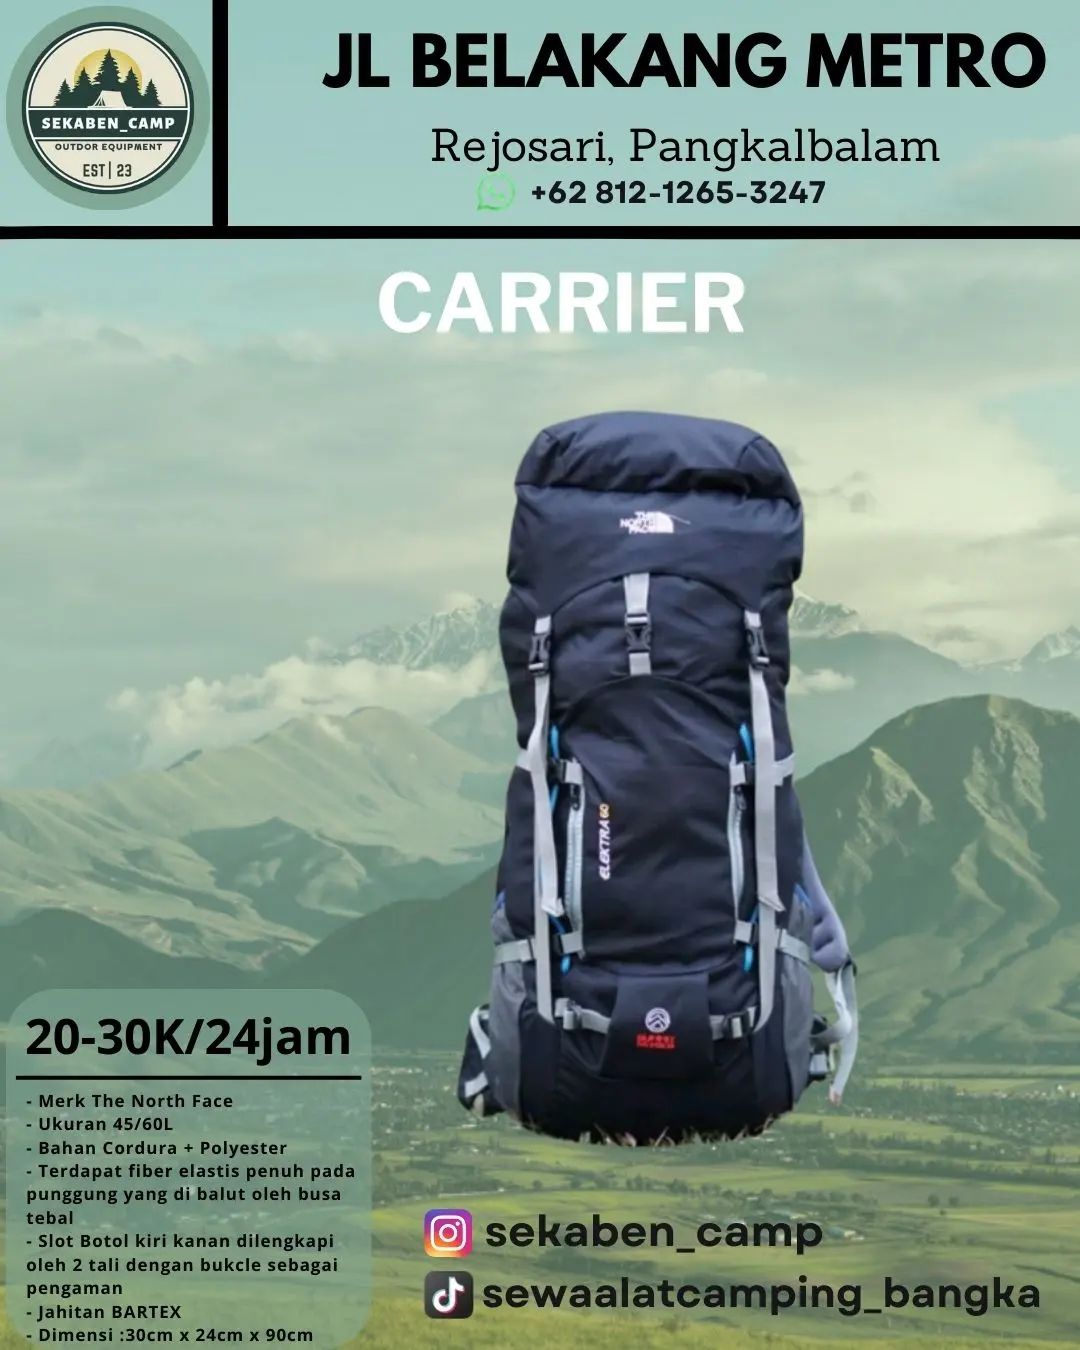 SEKABEN_CAMP
OUTDOR EQUIPMENT
EST| 23
JL BELAKANG METRO
Rejosari, Pangkalbalam
+62 812-1265-3247
CARRIER
THE
NORTH
FACE
ELEKTRA 60
20-30K/24jam
- Merk The North Face
- Ukuran 45/60L
- Bahan Cordura + Polyester
- Terdapat fiber elastis penuh pada
punggung yang di balut oleh busa
tebal
- Slot Botol kiri kanan dilengkapi
oleh 2 tali dengan bukcle sebagai
pengaman
- Jahitan BARTEX
- Dimensi :30cm x 24cm x 90cm
sekaben_camp
sewaalatcamping_bangka